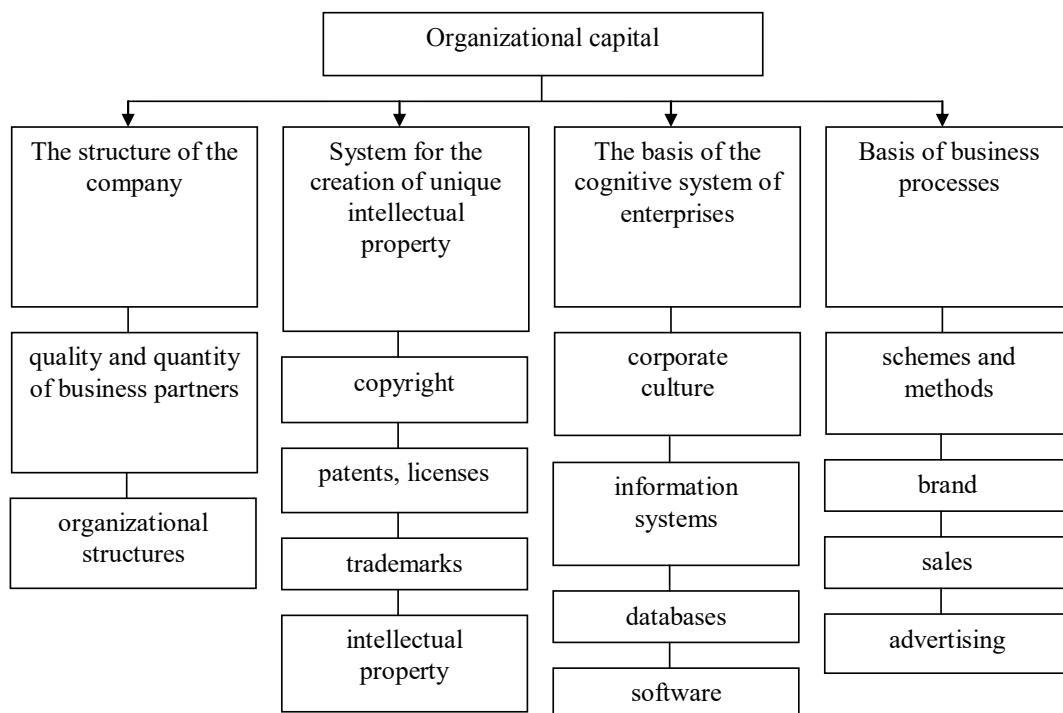 Organizational capital
The structure of the
company
quality and quantity
of business partners
organizational
structures
System for the
creation of unique
intellectual
property
copyright
patents, licenses
trademarks
intellectual
property
The basis of the
cognitive system of
enterprises
corporate
culture
information
systems
databases
software
Basis of business
processes
schemes and
methods
brand
sales
advertising